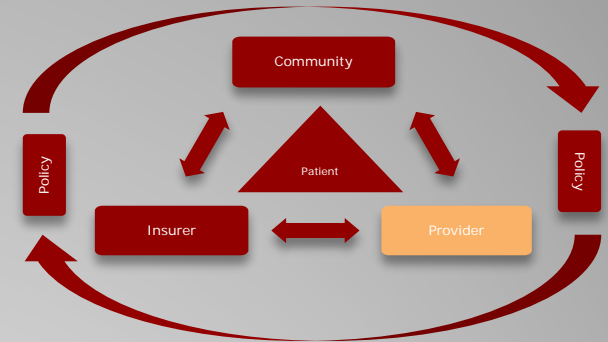 Community
Policy
Policy
Patient
Insurer
Provider